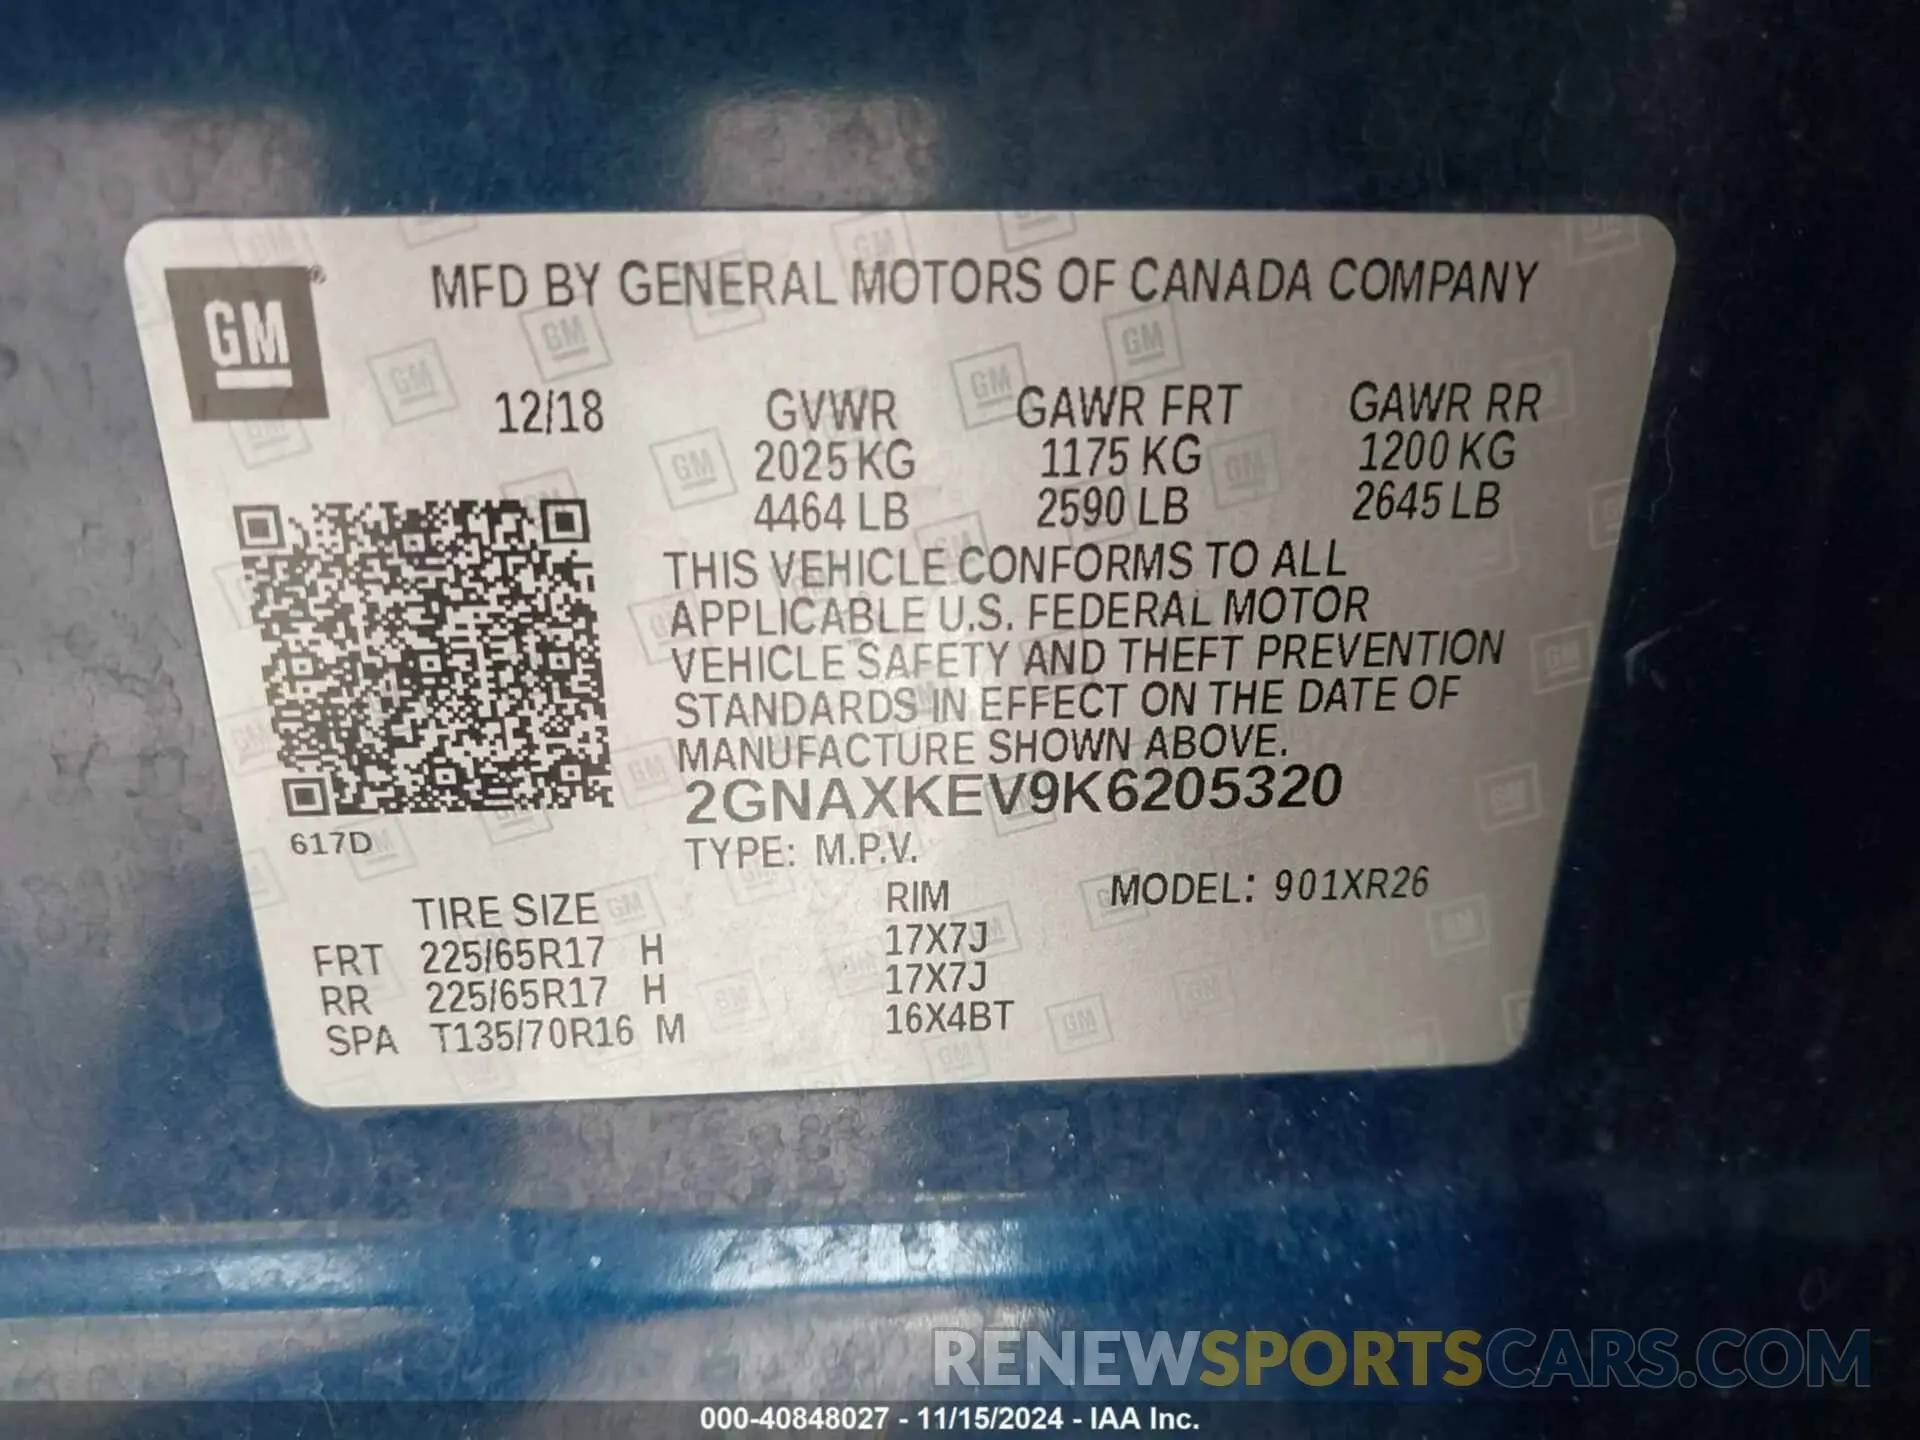 GM®
MFD BY GENERAL MOTORS OF CANADA COMPANY
12/18 GVWR GAWR FRT GAWR RR
2025 KG 1175 KG 1200 KG
4464 LB 2590 LB 2645 LB
THIS VEHICLE CONFORMS TO ALL
APPLICABLE U.S. FEDERAL MOTOR
VEHICLE SAFETY AND THEFT PREVENTION
STANDARDS IN EFFECT ON THE DATE OF
MANUFACTURE SHOWN ABOVE.
2GNAXKEV9K6205320
617D
TYPE: M.P.V.
TIRE SIZE RIM MODEL: 901XR26
FRT 225/65R17 H 17X7J
RR 225/65R17 H 17X7J
SPA T135/70R16 M 16X4BT
RENEWSPORTSCARS.COM
000-40848027 - 11/15/2024 - IAA Inc.